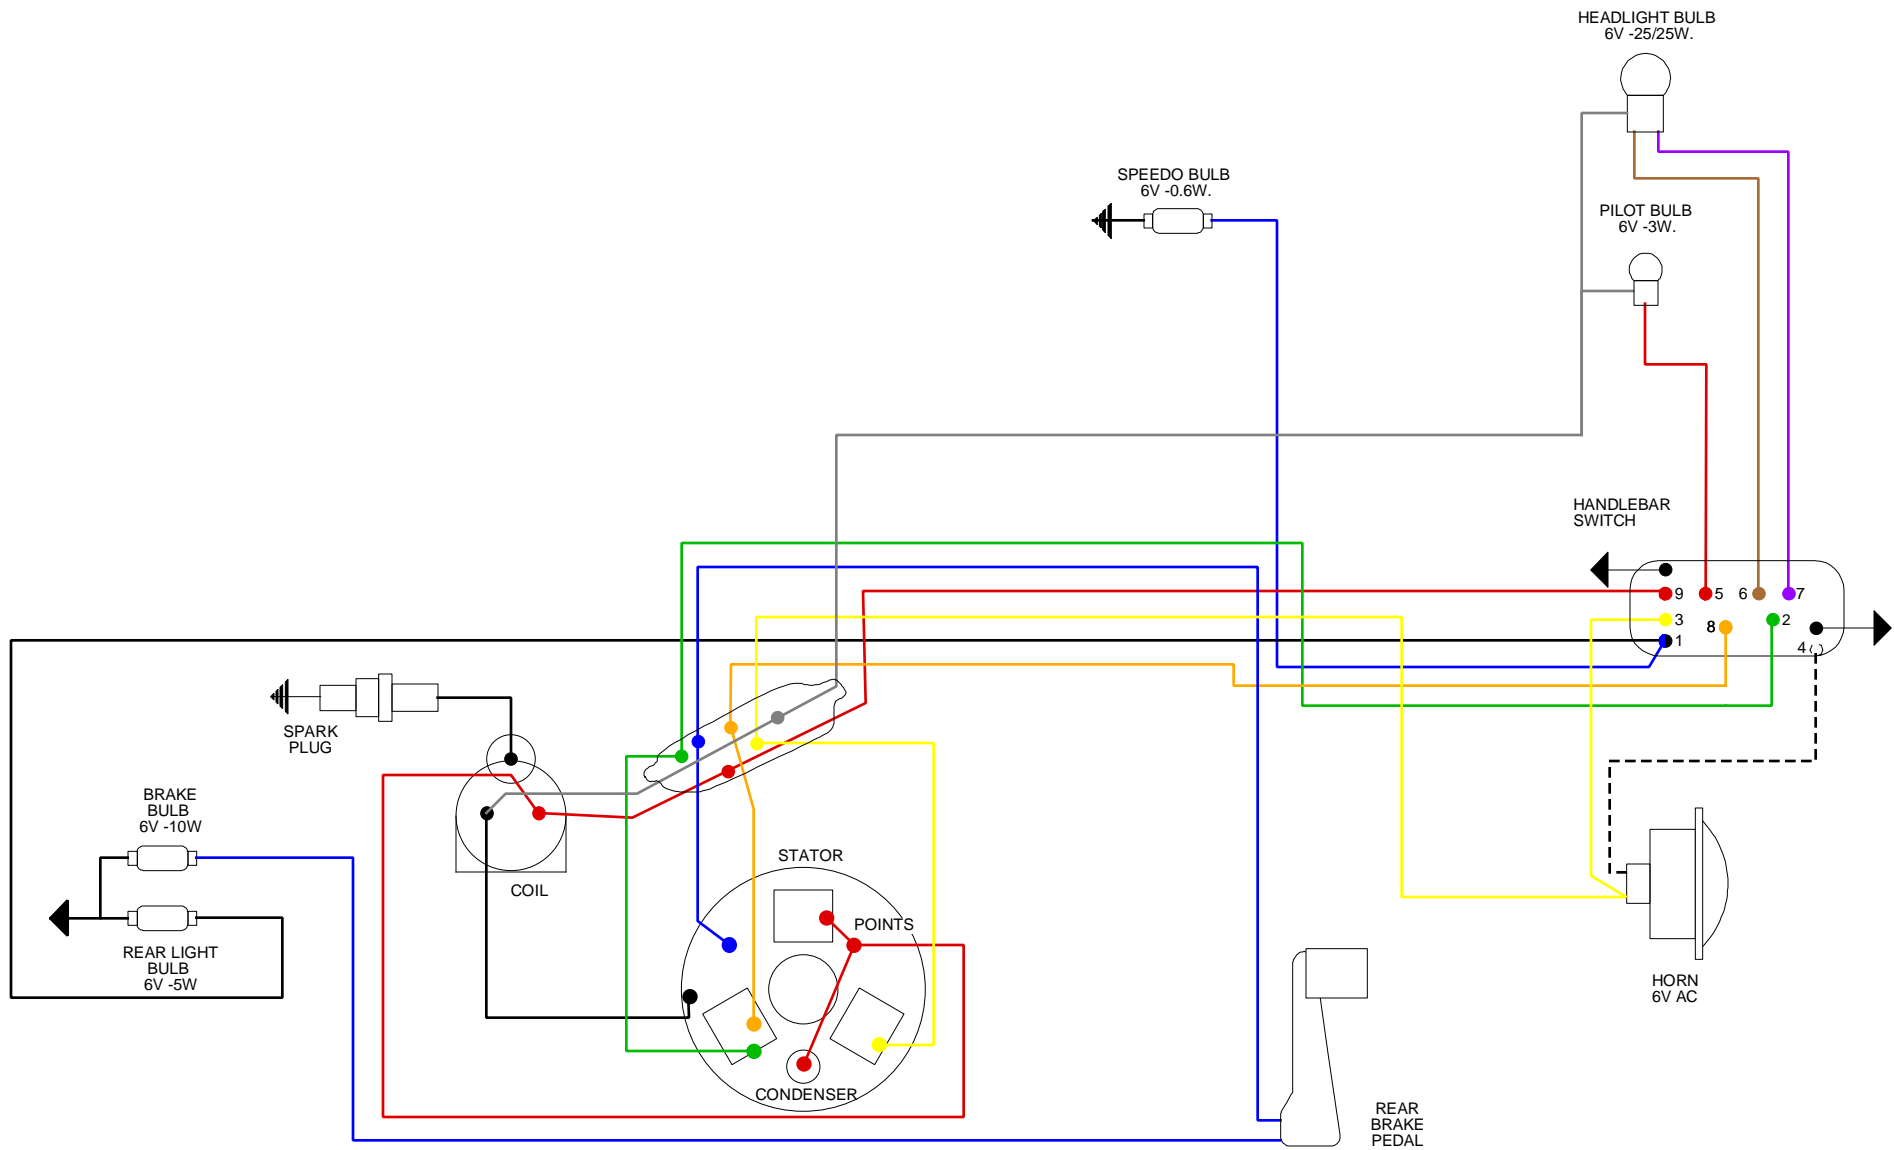 HEADLIGHT BULB
6V -25/25W.
SPEEDO BULB
6V -0.6W.
PILOT BULB
6V -3W.
HANDLEBAR
SWITCH
9
5
6
7
3
8
2
1
4
SPARK
PLUG
BRAKE
BULB
6V -10W
COIL
STATOR
POINTS
REAR LIGHT
BULB
6V -5W
HORN
6V AC
CONDENSER
REAR
BRAKE
PEDAL